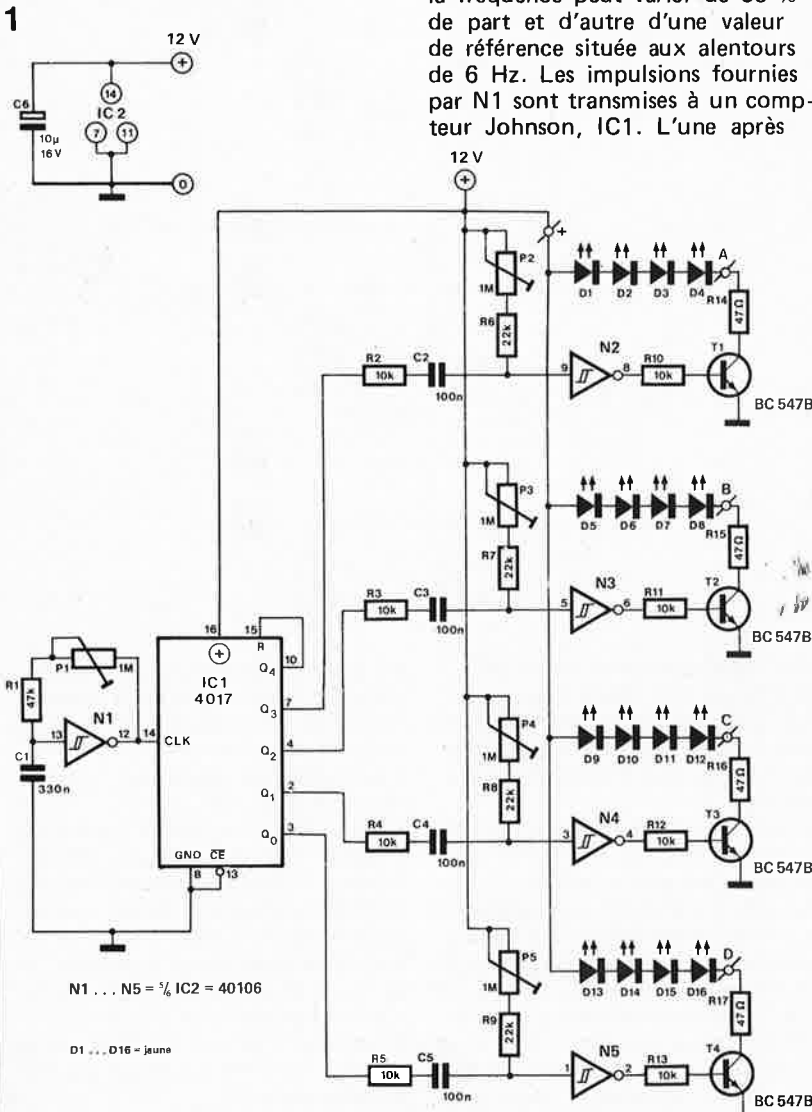 1
de part et d'autre d'une valeur
de référence située aux alentours
de 6 Hz. Les impulsions fournies
par N1 sont transmises à un comp-
teur Johnson, IC1. L'une après
12 V
C6
10µ
16 V
14
IC 2
7 11
0
12 V
+
P2
1M
R6
22k
D1 D2 D3 D4
A
R14
47Ω
R2
10k
C2
100n
9 N2 8
R10
10k
T1
BC 547B
P3
1M
R7
22k
D5 D6 D7 D8
B
R15
47Ω
R3
10k
C3
100n
5 N3 6
R11
10k
T2
BC 547B
P4
1M
R8
22k
D9 D10 D11 D12
C
R16
47Ω
R4
10k
C4
100n
3 N4 4
R12
10k
T3
BC 547B
P5
1M
R9
22k
D13 D14 D15 D16
D
R17
47Ω
R5
10k
C5
100n
1 N5 2
R13
10k
T4
BC 547B
P1
1M
R1
47k
N1
13 12 14
C1
330n
16 15
R
IC1
4017
CLK
Q4 10
Q3 7
Q2 4
Q1 2
Q0 3
GND CE
8 13
N1 ... N5 = 5/6 IC2 = 40106
D1 ... D16 = jaune